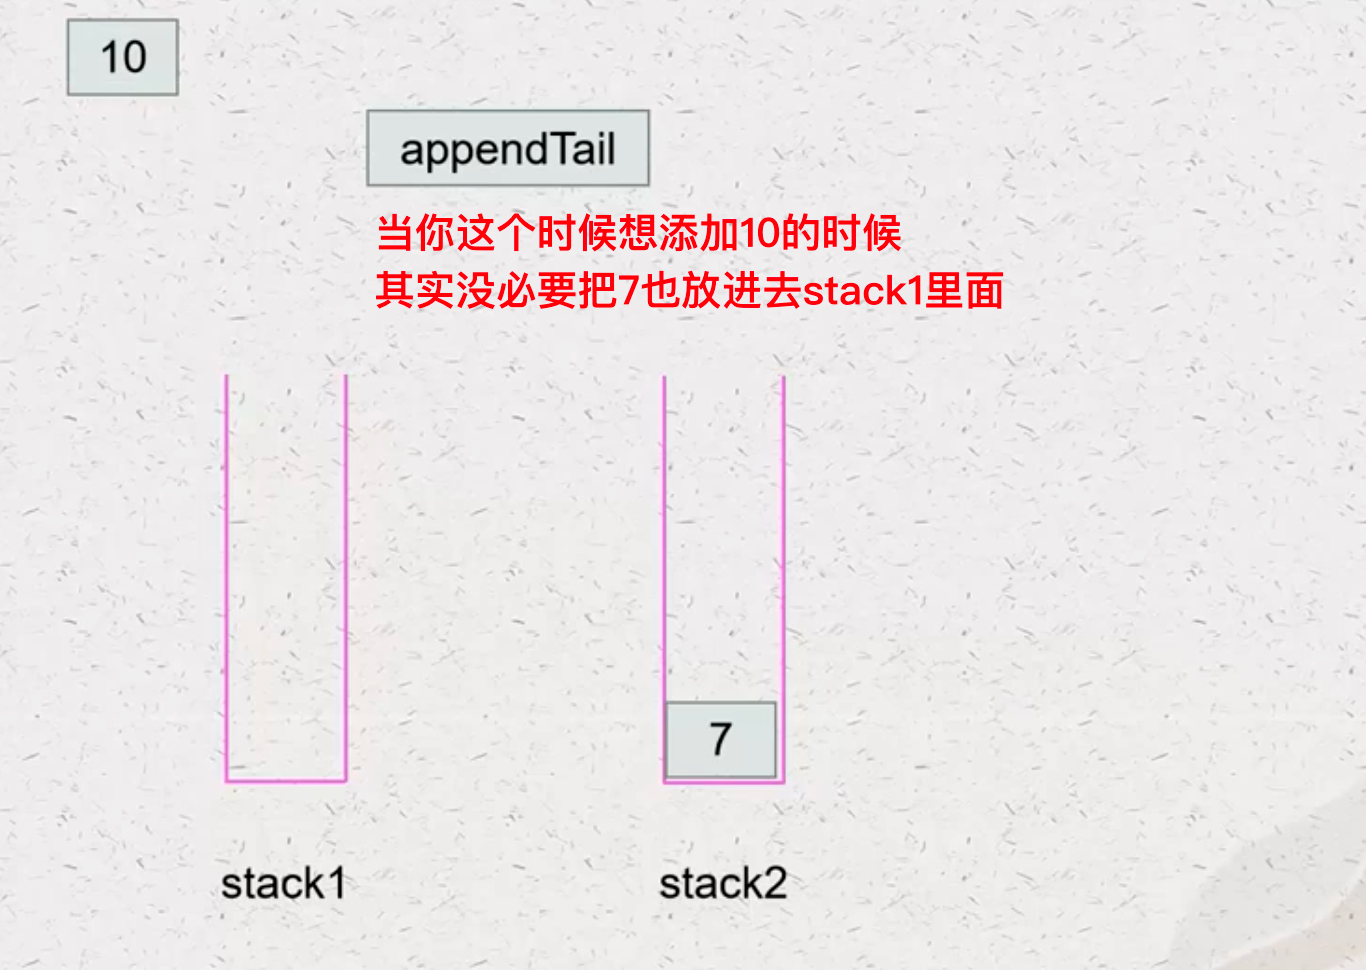 10
appendTail
当你这个时候想添加10的时候
其实没必要把7也放进去stack1里面
7
stack1
stack2